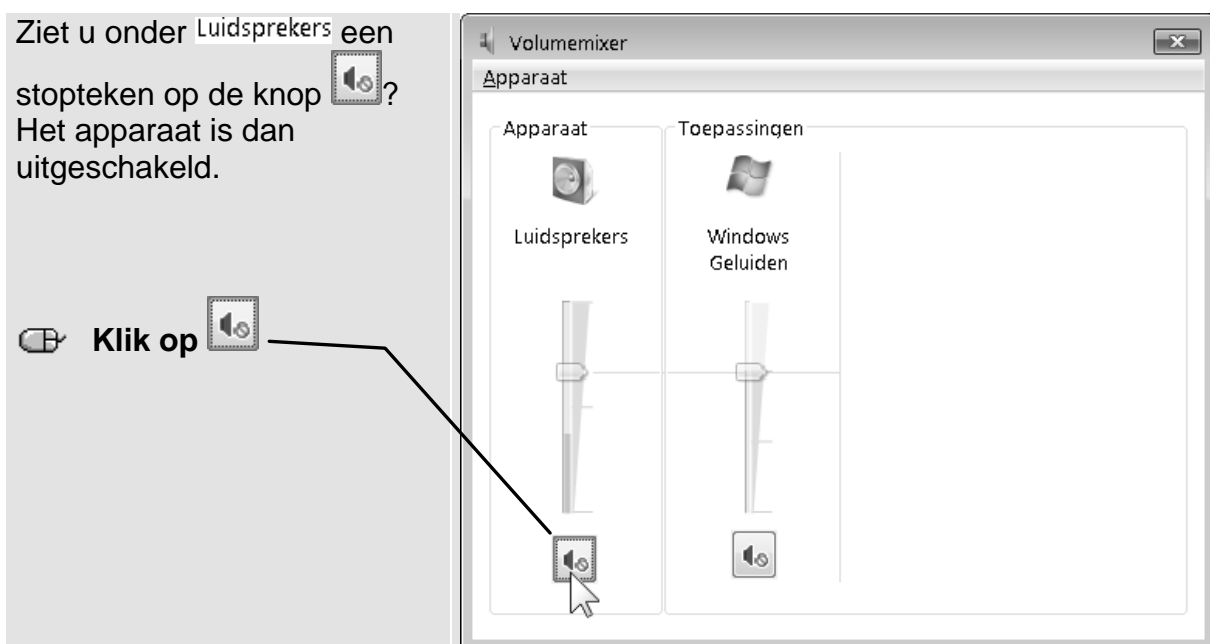 Ziet u onder Luidsprekers een
stopteken op de knop ?
Het apparaat is dan
uitgeschakeld.
Klik op
Volumemixer
Apparaat
Apparaat
Toepassingen
Luidsprekers
Windows
Geluiden